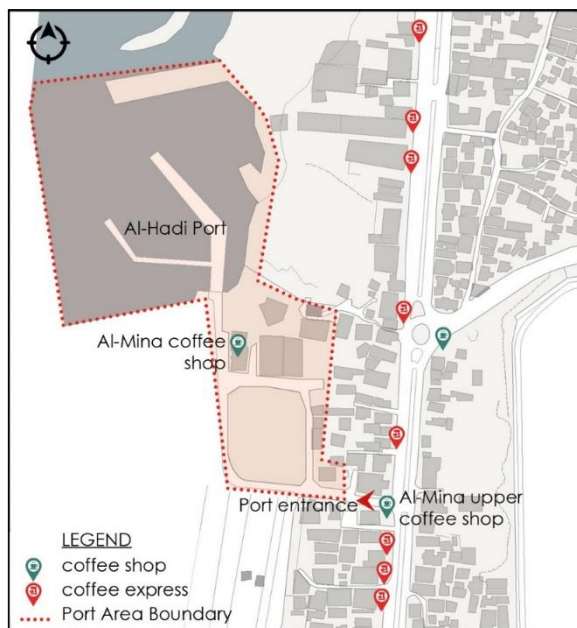 Al-Hadi Port
Al-Mina coffee
shop
Port entrance
Al-Mina upper
coffee shop
LEGEND
coffee shop
coffee express
Port Area Boundary